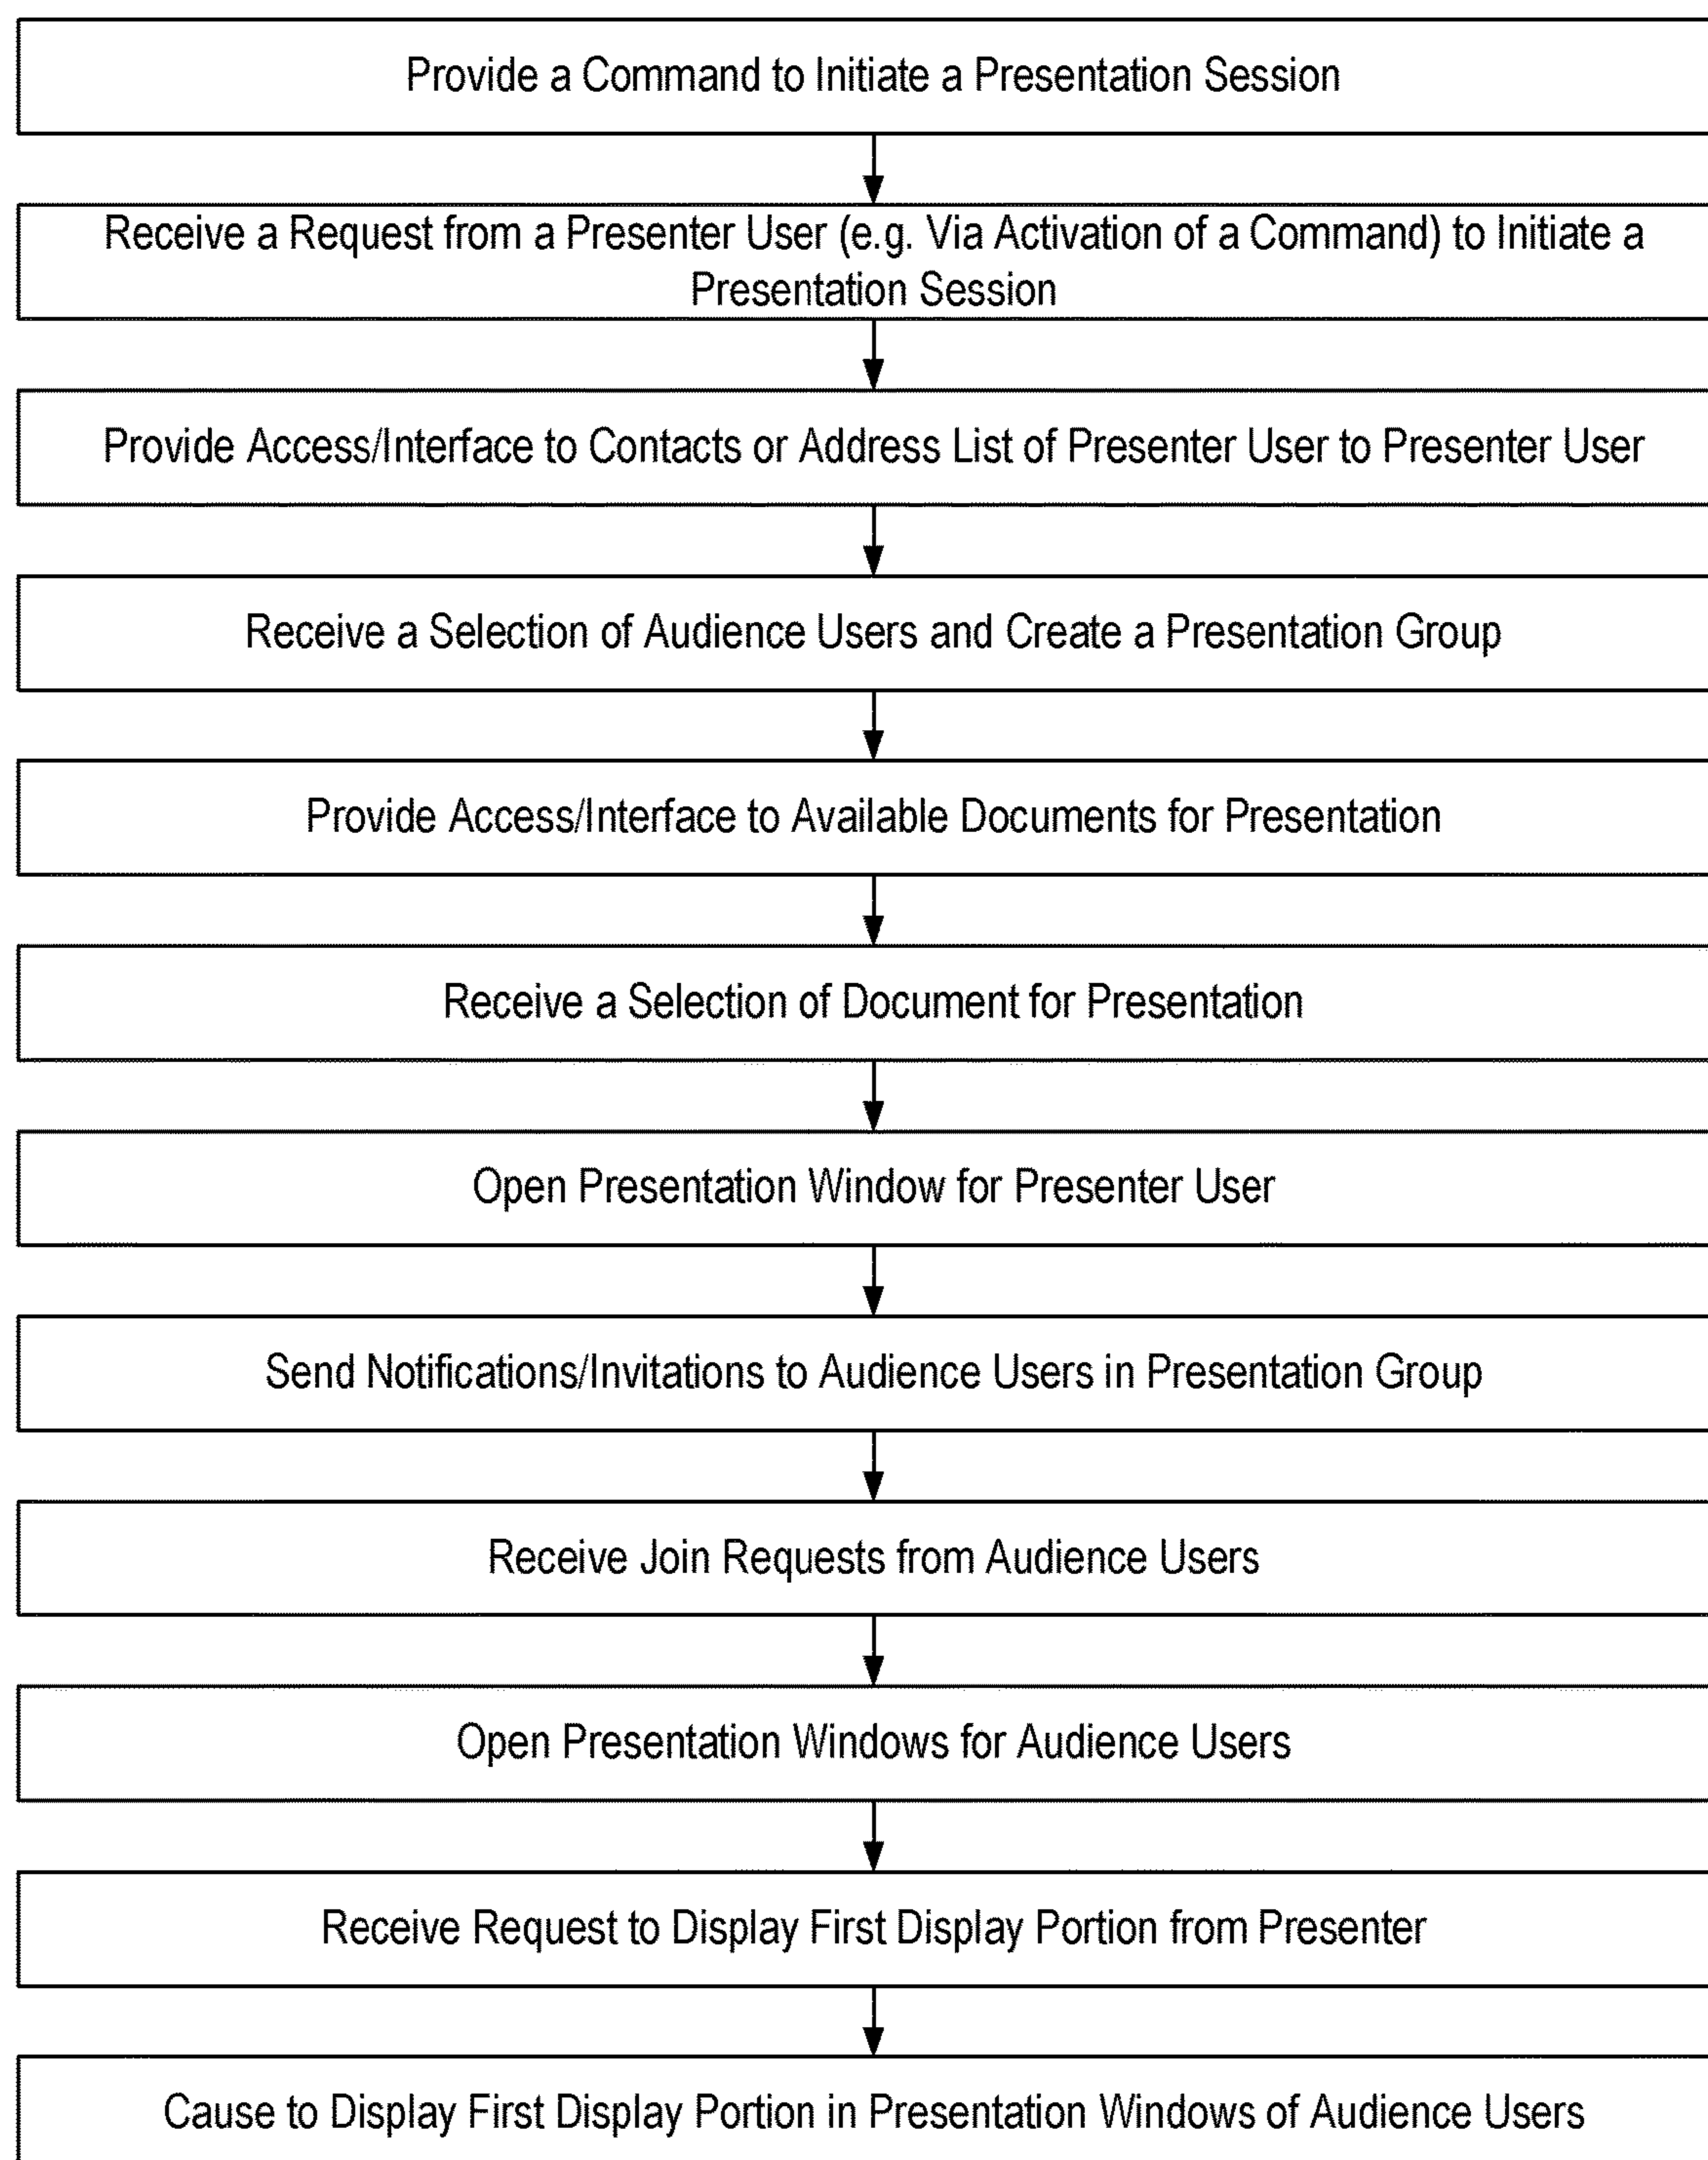 Provide a Command to Initiate a Presentation Session
Receive a Request from a Presenter User (e.g. Via Activation of a Command) to Initiate a
Presentation Session
Provide Access/Interface to Contacts or Address List of Presenter User to Presenter User
Receive a Selection of Audience Users and Create a Presentation Group
Provide Access/Interface to Available Documents for Presentation
Receive a Selection of Document for Presentation
Open Presentation Window for Presenter User
Send Notifications/Invitations to Audience Users in Presentation Group
Receive Join Requests from Audience Users
Open Presentation Windows for Audience Users
Receive Request to Display First Display Portion from Presenter
Cause to Display First Display Portion in Presentation Windows of Audience Users